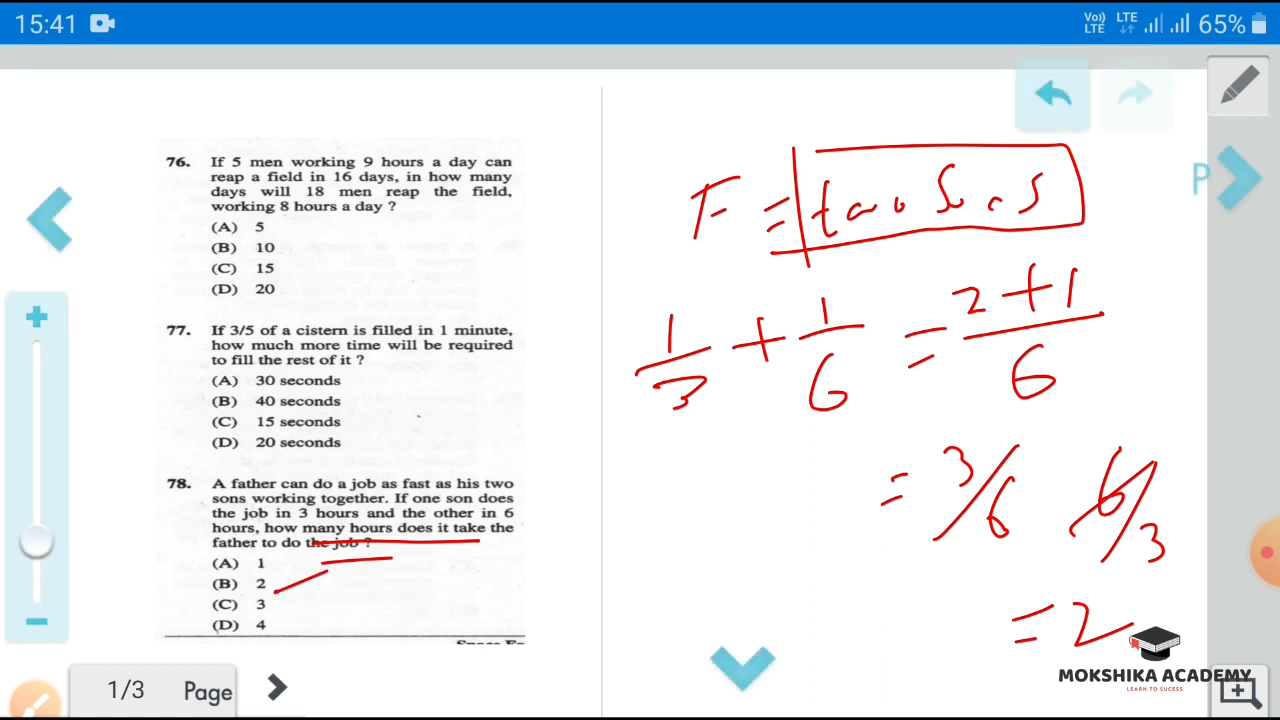 15:41
Vo)) LTE LTE 65%
76. If 5 men working 9 hours a day can
reap a field in 16 days, in how many
days will 18 men reap the field,
working 8 hours a day ?
(A) 5
(B) 10
(C) 15
(D) 20
77. If 3/5 of a cistern is filled in 1 minute,
how much more time will be required
to fill the rest of it ?
(A) 30 seconds
(B) 40 seconds
(C) 15 seconds
(D) 20 seconds
78. A father can do a job as fast as his two
sons working together. If one son does
the job in 3 hours and the other in 6
hours, how many hours does it take the
father to do the job ?
(A) 1
(B) 2
(C) 3
(D) 4
1/3 Page
P
F =
1/3 + 1/6 = 2+1/6
= 3/6 6/3
= 2
MOKSHIKA ACADEMY
LEARN TO SUCESS